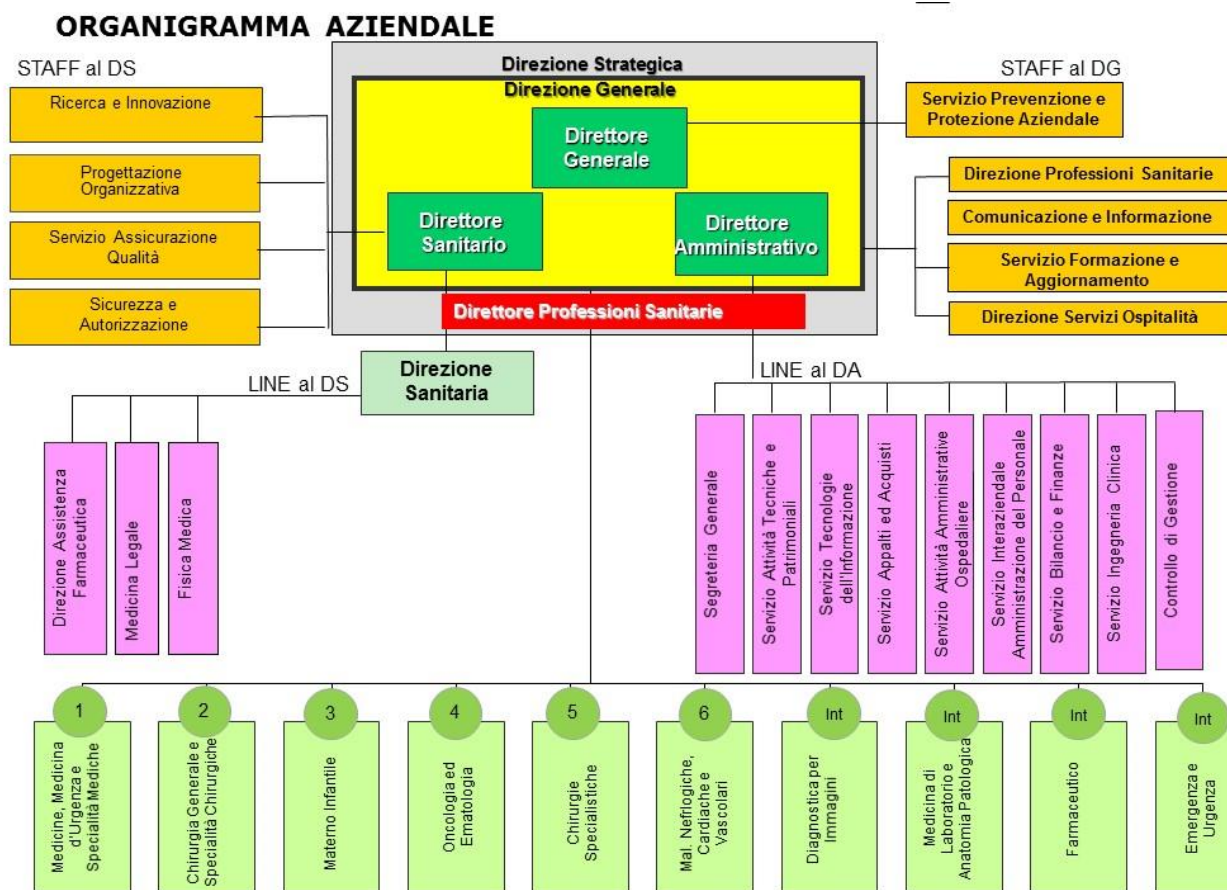 ORGANIGRAMMA AZIENDALE
STAFF al DS
Ricerca e Innovazione
Progettazione
Organizzativa
Servizio Assicurazione
Qualità
Sicurezza e
Autorizzazione
Direzione Strategica
Direzione Generale
Direttore
Generale
Direttore
Sanitario
Direttore
Amministrativo
Direttore Professioni Sanitarie
STAFF al DG
Servizio Prevenzione e
Protezione Aziendale
Direzione Professioni Sanitarie
Comunicazione e Informazione
Servizio Formazione e
Aggiornamento
Direzione Servizi Ospitalità
LINE al DS
Direzione
Sanitaria
LINE al DA
Direzione Assistenza
Farmaceutica
Medicina Legale
Fisica Medica
Segreteria Generale
Servizio Attività Tecniche e
Patrimoniali
Servizio Tecnologie
dell'Informazione
Servizio Appalti ed Acquisti
Servizio Attività Amministrative
Ospedaliere
Servizio Interaziendale
Amministrazione del Personale
Servizio Bilancio e Finanze
Servizio Ingegneria Clinica
Controllo di Gestione
1
Medicine, Medicina
d'Urgenza e
Specialità Mediche
2
Chirurgia Generale e
Specialità Chirurgiche
3
Materno Infantile
4
Oncologia ed
Ematologia
5
Chirurgie
Specialistiche
6
Mal. Nefrlogiche,
Cardiache e
Vascolari
Int
Diagnostica per
Immagini
Int
Medicina di
Laboratorio e
Anatomia Patologica
Int
Farmaceutico
Int
Emergenza e
Urgenza